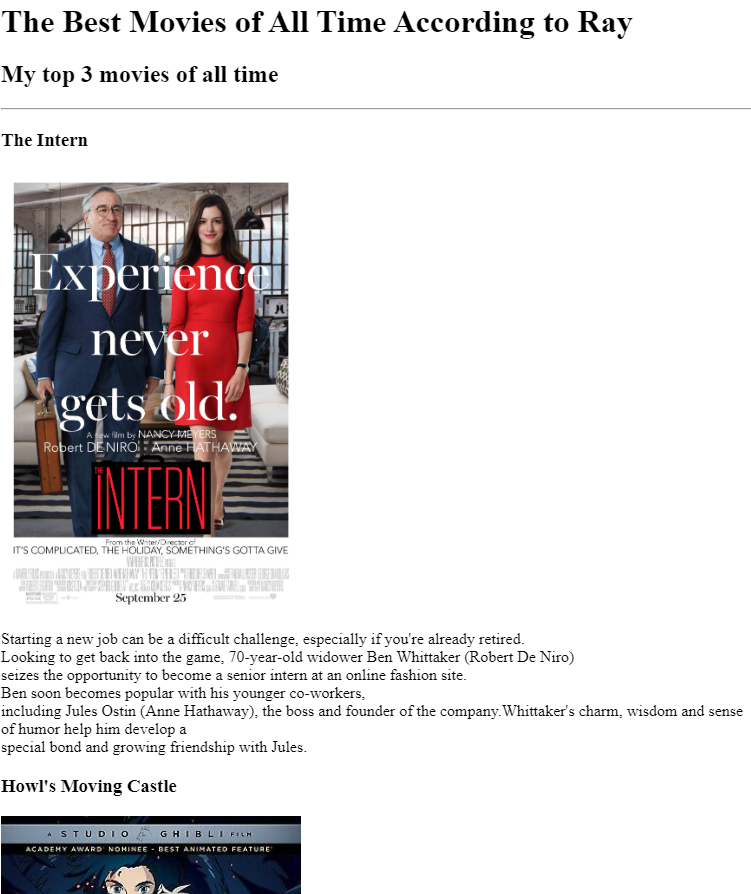 The Best Movies of All Time According to Ray
My top 3 movies of all time
The Intern
Experience
never
gets old.
A new film by NANCY MEYERS
Robert DE NIRO Anne HATHAWAY
THE
INTERN
From the Writer/Director of
IT'S COMPLICATED, THE HOLIDAY, SOMETHING'S GOTTA GIVE
September 25
Starting a new job can be a difficult challenge, especially if you're already retired.
Looking to get back into the game, 70-year-old widower Ben Whittaker (Robert De Niro)
seizes the opportunity to become a senior intern at an online fashion site.
Ben soon becomes popular with his younger co-workers,
including Jules Ostin (Anne Hathaway), the boss and founder of the company.Whittaker's charm, wisdom and sense
of humor help him develop a
special bond and growing friendship with Jules.
Howl's Moving Castle
A STUDIO GHIBLI FILM
ACADEMY AWARD® NOMINEE - BEST ANIMATED FEATURE